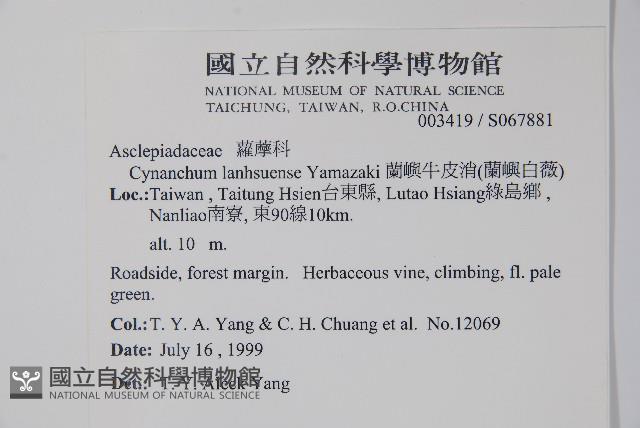 國立自然科學博物館
NATIONAL MUSEUM OF NATURAL SCIENCE
TAICHUNG, TAIWAN, R.O.CHINA
003419 / S067881
Asclepiadaceae 蘿藦科
Cynanchum lanhsuense Yamazaki 蘭嶼牛皮消(蘭嶼白薇)
Loc.:Taiwan , Taitung Hsien台東縣, Lutao Hsiang綠島鄉 ,
Nanliao南寮, 東90線10km.
alt. 10 m.
Roadside, forest margin. Herbaceous vine, climbing, fl. pale
green.
Col.: T. Y. A. Yang & C. H. Chuang et al. No.12069
Date: July 16 , 1999
Det.: T. Y. Aleck Yang
國立自然科學博物館
NATIONAL MUSEUM OF NATURAL SCIENCE